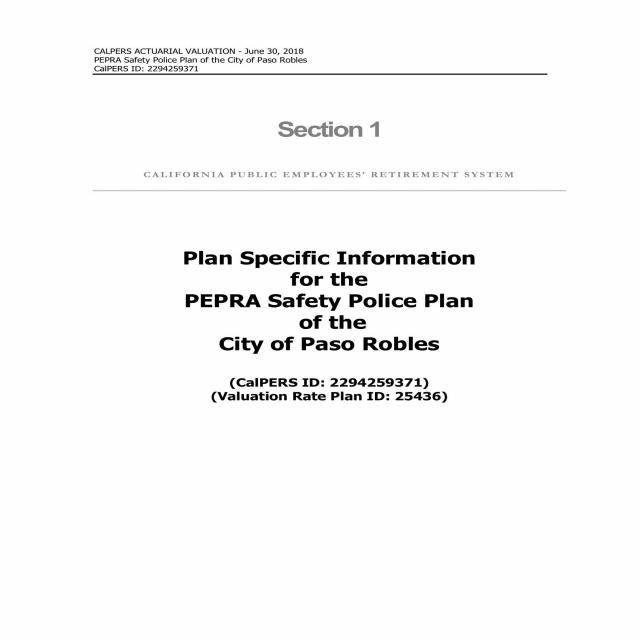 CALPERS ACTUARIAL VALUATION - June 30, 2018
PEPRA Safety Police Plan of the City of Paso Robles
CalPERS ID: 2294259371
Section 1
CALIFORNIA PUBLIC EMPLOYEES' RETIREMENT SYSTEM
Plan Specific Information
for the
PEPRA Safety Police Plan
of the
City of Paso Robles
(CalPERS ID: 2294259371)
(Valuation Rate Plan ID: 25436)